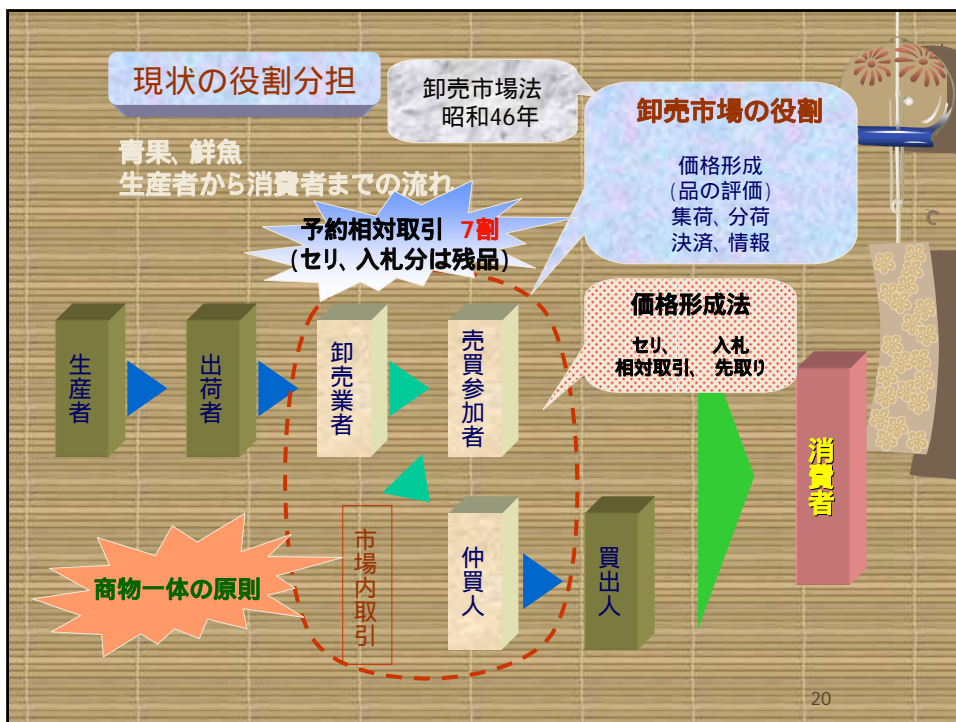 現状の役割分担
卸売市場法
昭和46年
卸売市場の役割
価格形成
(品の評価)
集荷、分荷
決済、情報
青果、鮮魚
生産者から消費者までの流れ
予約相対取引 7割
(セリ、入札分は残品)
価格形成法
セリ、 入札
相対取引、 先取り
生産者
出荷者
卸売業者
売買参加者
消費者
商物一体の原則
市場内取引
仲買人
買出人
20